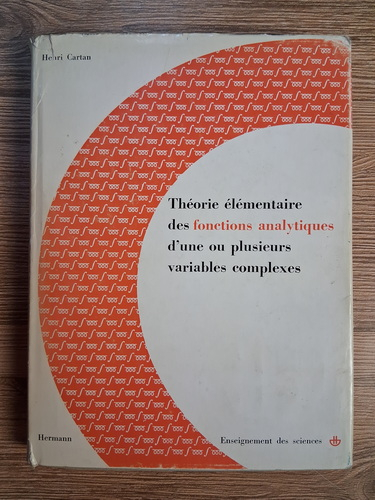 Henri Cartan
Théorie élémentaire
des fonctions analytiques
d'une ou plusieurs
variables complexes
Hermann
Enseignement des sciences